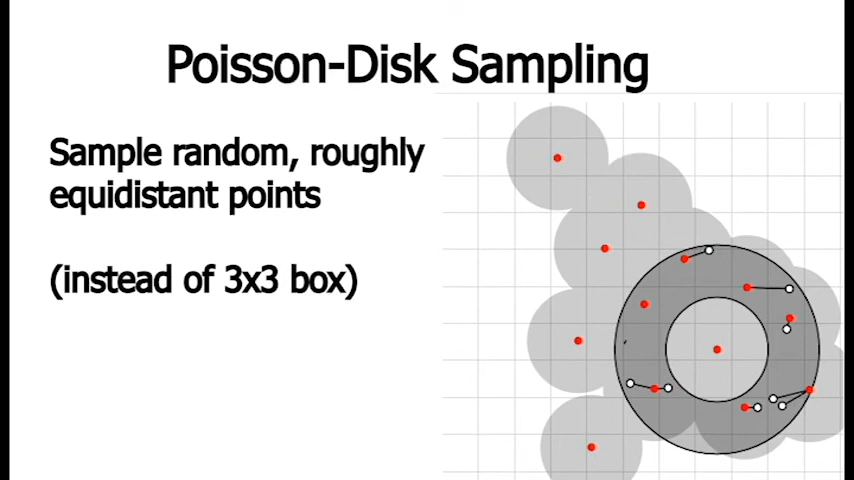 Poisson-Disk Sampling
Sample random, roughly
equidistant points
(instead of 3x3 box)